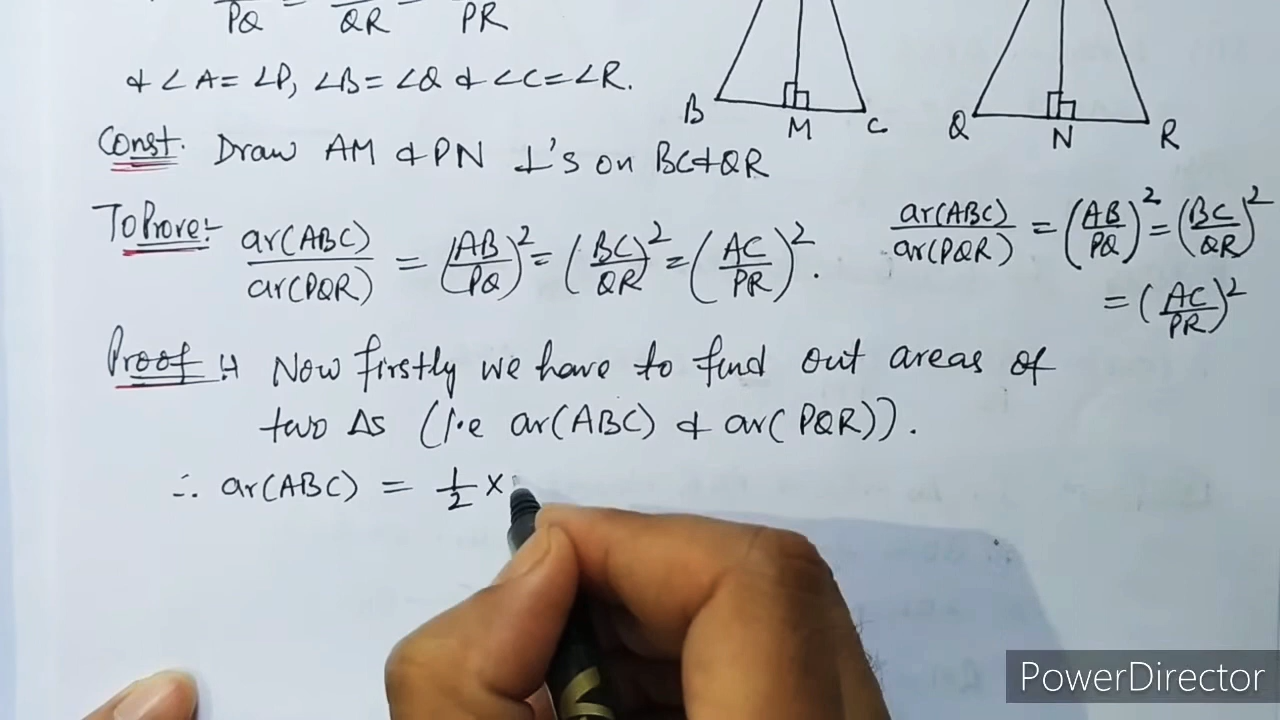 PQ = QR = PR
& ∠A = ∠P, ∠B = ∠Q & ∠C = ∠R.
B M C Q N R
Const. Draw AM & PN ⊥'s on BC & QR
To Prove:- ar(ABC)/ar(PQR) = (AB/PQ)² = (BC/QR)² = (AC/PR)².
ar(ABC)/ar(PQR) = (AB/PQ)² = (BC/QR)²
= (AC/PR)²
Proof :- Now firstly we have to find out areas of
two Δs (i.e ar(ABC) & ar(PQR)).
∴ ar(ABC) = 1/2 ×
PowerDirector